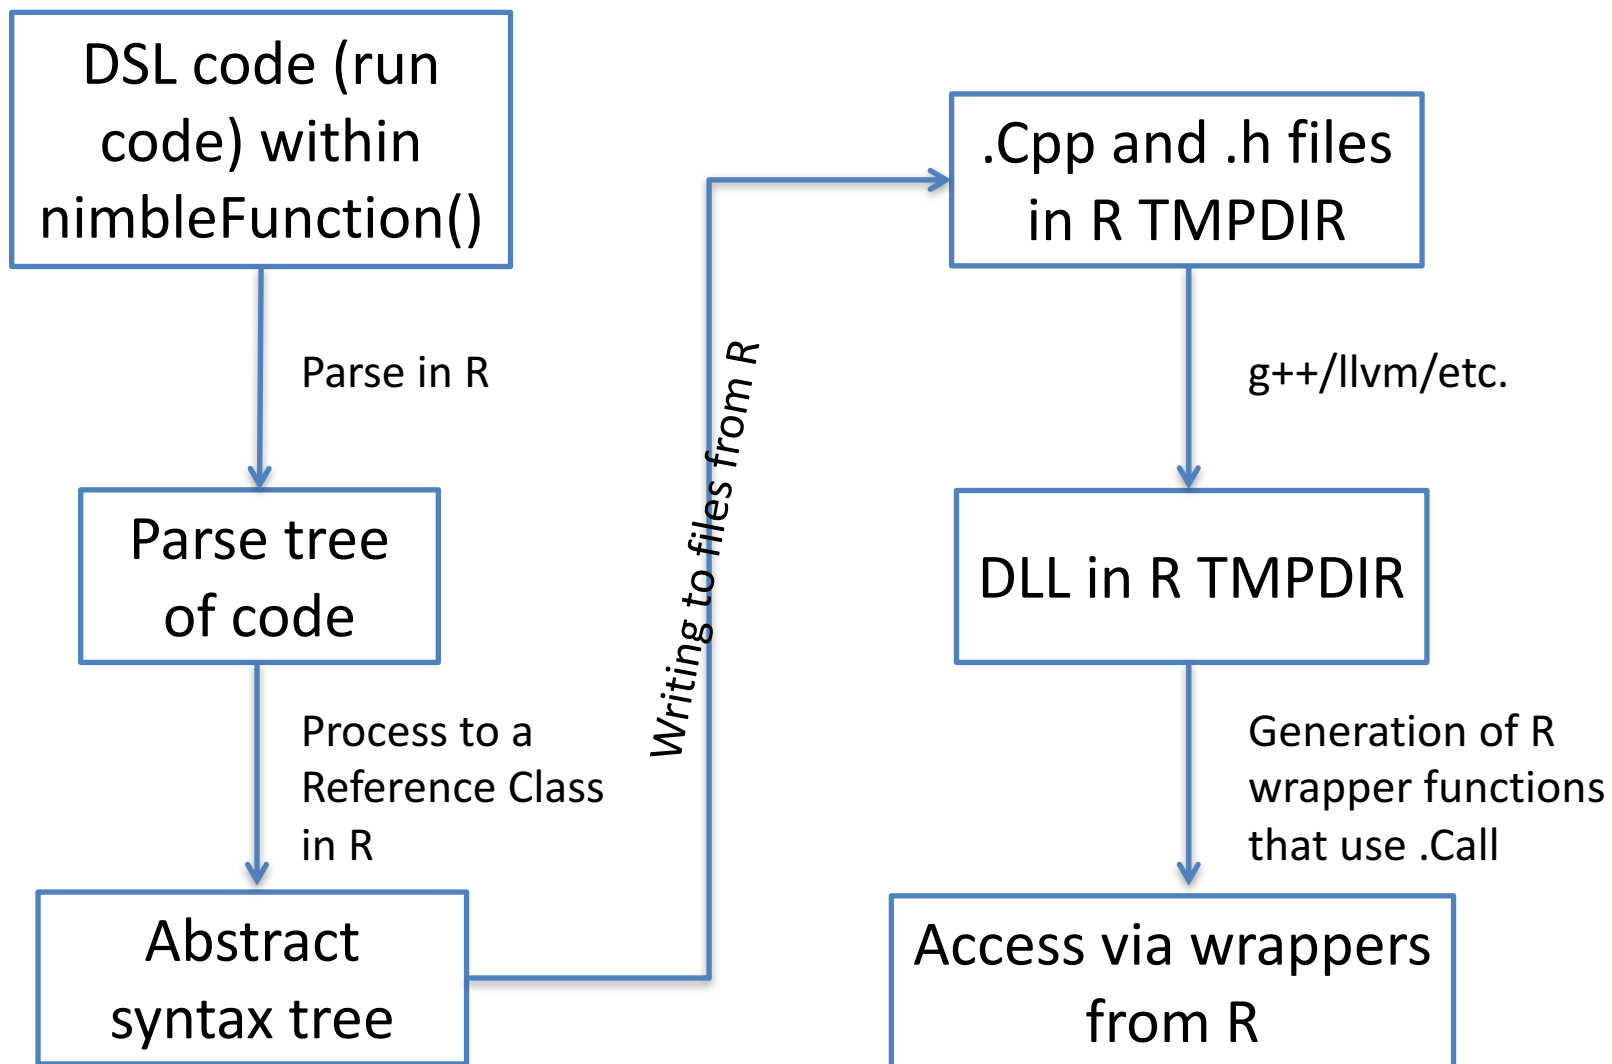 DSL code (run
code) within
nimbleFunction()
Parse in R
Parse tree
of code
Process to a
Reference Class
in R
Abstract
syntax tree
Writing to files from R
.Cpp and .h files
in R TMPDIR
g++/llvm/etc.
DLL in R TMPDIR
Generation of R
wrapper functions
that use .Call
Access via wrappers
from R